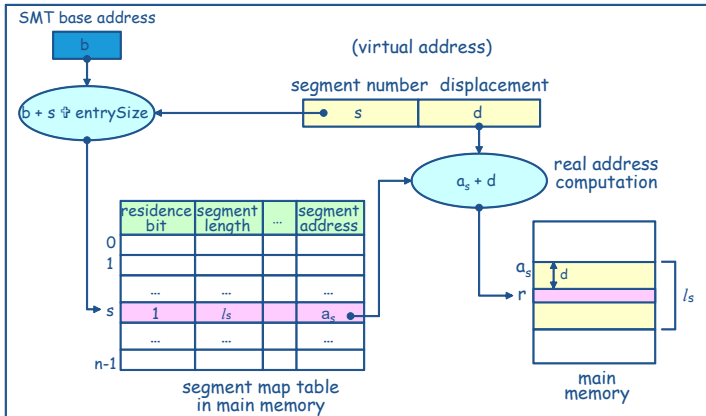 SMT base address
b
(virtual address)
segment number displacement
s d
b + s ✞ entrySize
a_s + d
real address
computation
residence
bit
segment
length
...
segment
address
0
1
... ... ...
s 1 l_s a_s
... ... ...
n-1
segment map table
in main memory
a_s
d
r
l_s
main
memory